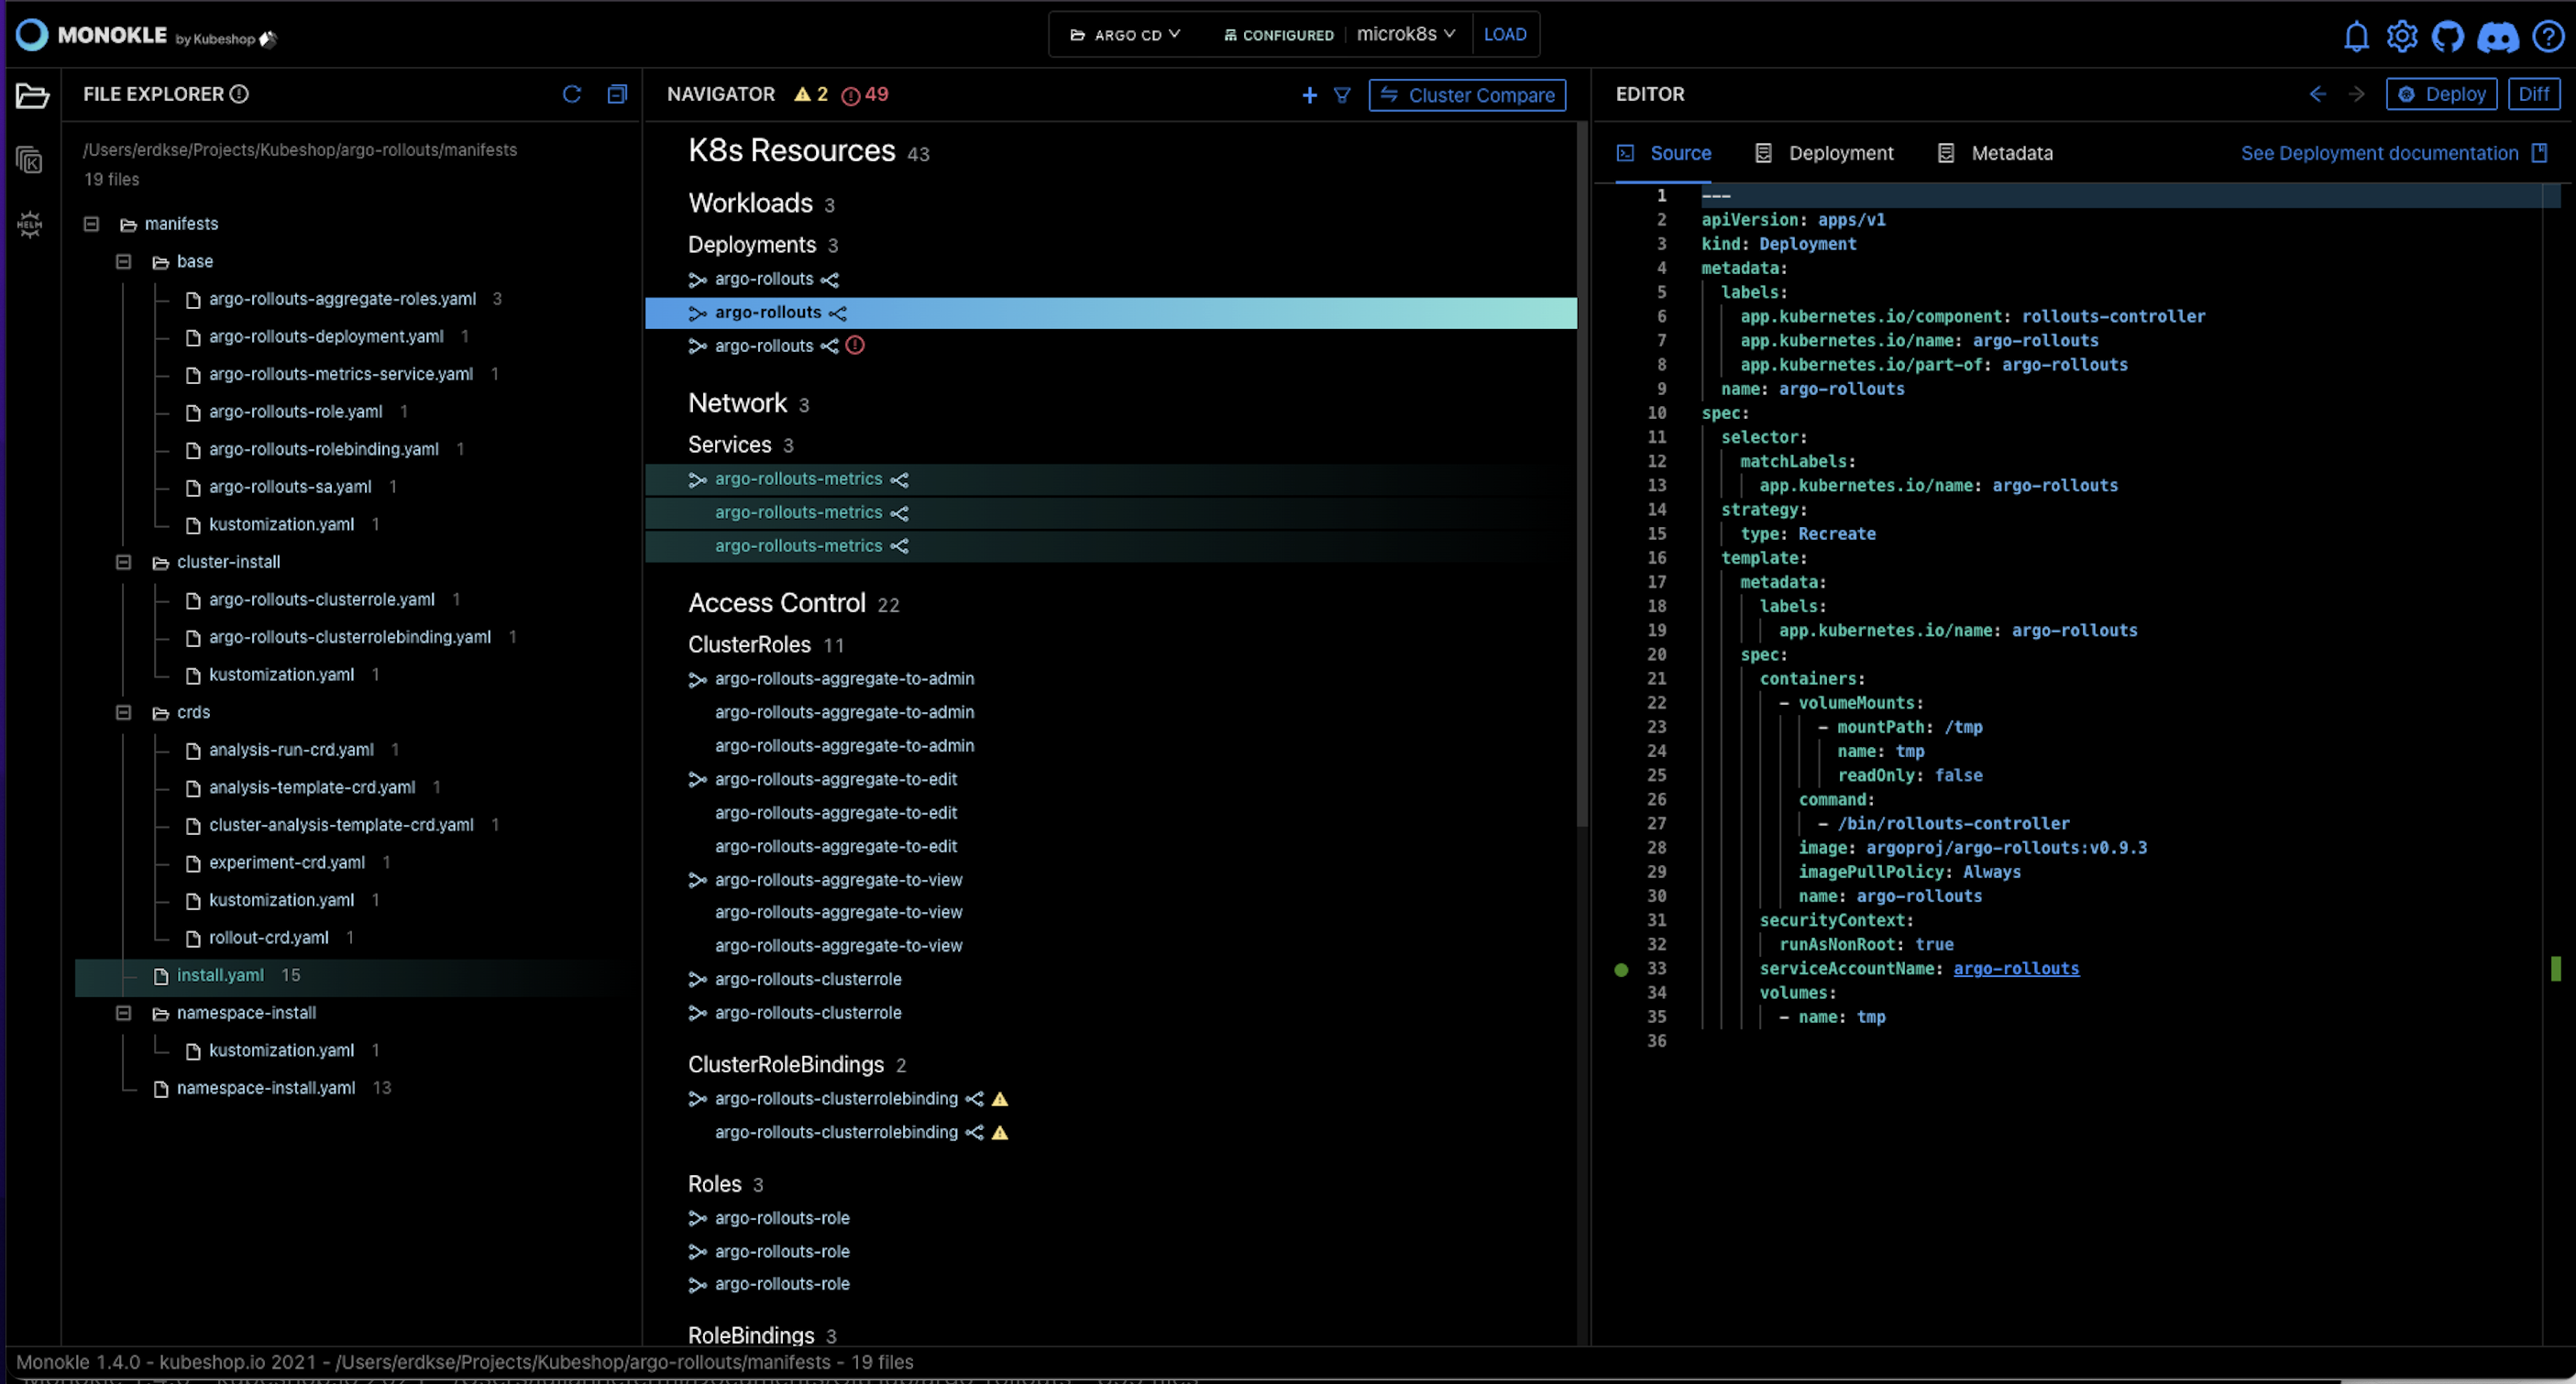 MONOKLE by Kubeshop
ARGO CD
CONFIGURED
microk8s
LOAD
FILE EXPLORER
/Users/erdkse/Projects/Kubeshop/argo-rollouts/manifests
19 files
manifests
base
argo-rollouts-aggregate-roles.yaml 3
argo-rollouts-deployment.yaml 1
argo-rollouts-metrics-service.yaml 1
argo-rollouts-role.yaml 1
argo-rollouts-rolebinding.yaml 1
argo-rollouts-sa.yaml 1
kustomization.yaml 1
cluster-install
argo-rollouts-clusterrole.yaml 1
argo-rollouts-clusterrolebinding.yaml 1
kustomization.yaml 1
crds
analysis-run-crd.yaml 1
analysis-template-crd.yaml 1
cluster-analysis-template-crd.yaml 1
experiment-crd.yaml 1
kustomization.yaml 1
rollout-crd.yaml 1
install.yaml 15
namespace-install
kustomization.yaml 1
namespace-install.yaml 13
HELM
NAVIGATOR 2 49
Cluster Compare
K8s Resources 43
Workloads 3
Deployments 3
argo-rollouts
argo-rollouts
argo-rollouts
Network 3
Services 3
argo-rollouts-metrics
argo-rollouts-metrics
argo-rollouts-metrics
Access Control 22
ClusterRoles 11
argo-rollouts-aggregate-to-admin
argo-rollouts-aggregate-to-admin
argo-rollouts-aggregate-to-admin
argo-rollouts-aggregate-to-edit
argo-rollouts-aggregate-to-edit
argo-rollouts-aggregate-to-edit
argo-rollouts-aggregate-to-view
argo-rollouts-aggregate-to-view
argo-rollouts-aggregate-to-view
argo-rollouts-clusterrole
argo-rollouts-clusterrole
ClusterRoleBindings 2
argo-rollouts-clusterrolebinding
argo-rollouts-clusterrolebinding
Roles 3
argo-rollouts-role
argo-rollouts-role
argo-rollouts-role
RoleBindings 3
EDITOR
Deploy
Diff
Source
Deployment
Metadata
See Deployment documentation
1 ---
2 apiVersion: apps/v1
3 kind: Deployment
4 metadata:
5 labels:
6 app.kubernetes.io/component: rollouts-controller
7 app.kubernetes.io/name: argo-rollouts
8 app.kubernetes.io/part-of: argo-rollouts
9 name: argo-rollouts
10 spec:
11 selector:
12 matchLabels:
13 app.kubernetes.io/name: argo-rollouts
14 strategy:
15 type: Recreate
16 template:
17 metadata:
18 labels:
19 app.kubernetes.io/name: argo-rollouts
20 spec:
21 containers:
22 - volumeMounts:
23 - mountPath: /tmp
24 name: tmp
25 readOnly: false
26 command:
27 - /bin/rollouts-controller
28 image: argoproj/argo-rollouts:v0.9.3
29 imagePullPolicy: Always
30 name: argo-rollouts
31 securityContext:
32 runAsNonRoot: true
33 serviceAccountName: argo-rollouts
34 volumes:
35 - name: tmp
36
Monokle 1.4.0 - kubeshop.io 2021 - /Users/erdkse/Projects/Kubeshop/argo-rollouts/manifests - 19 files